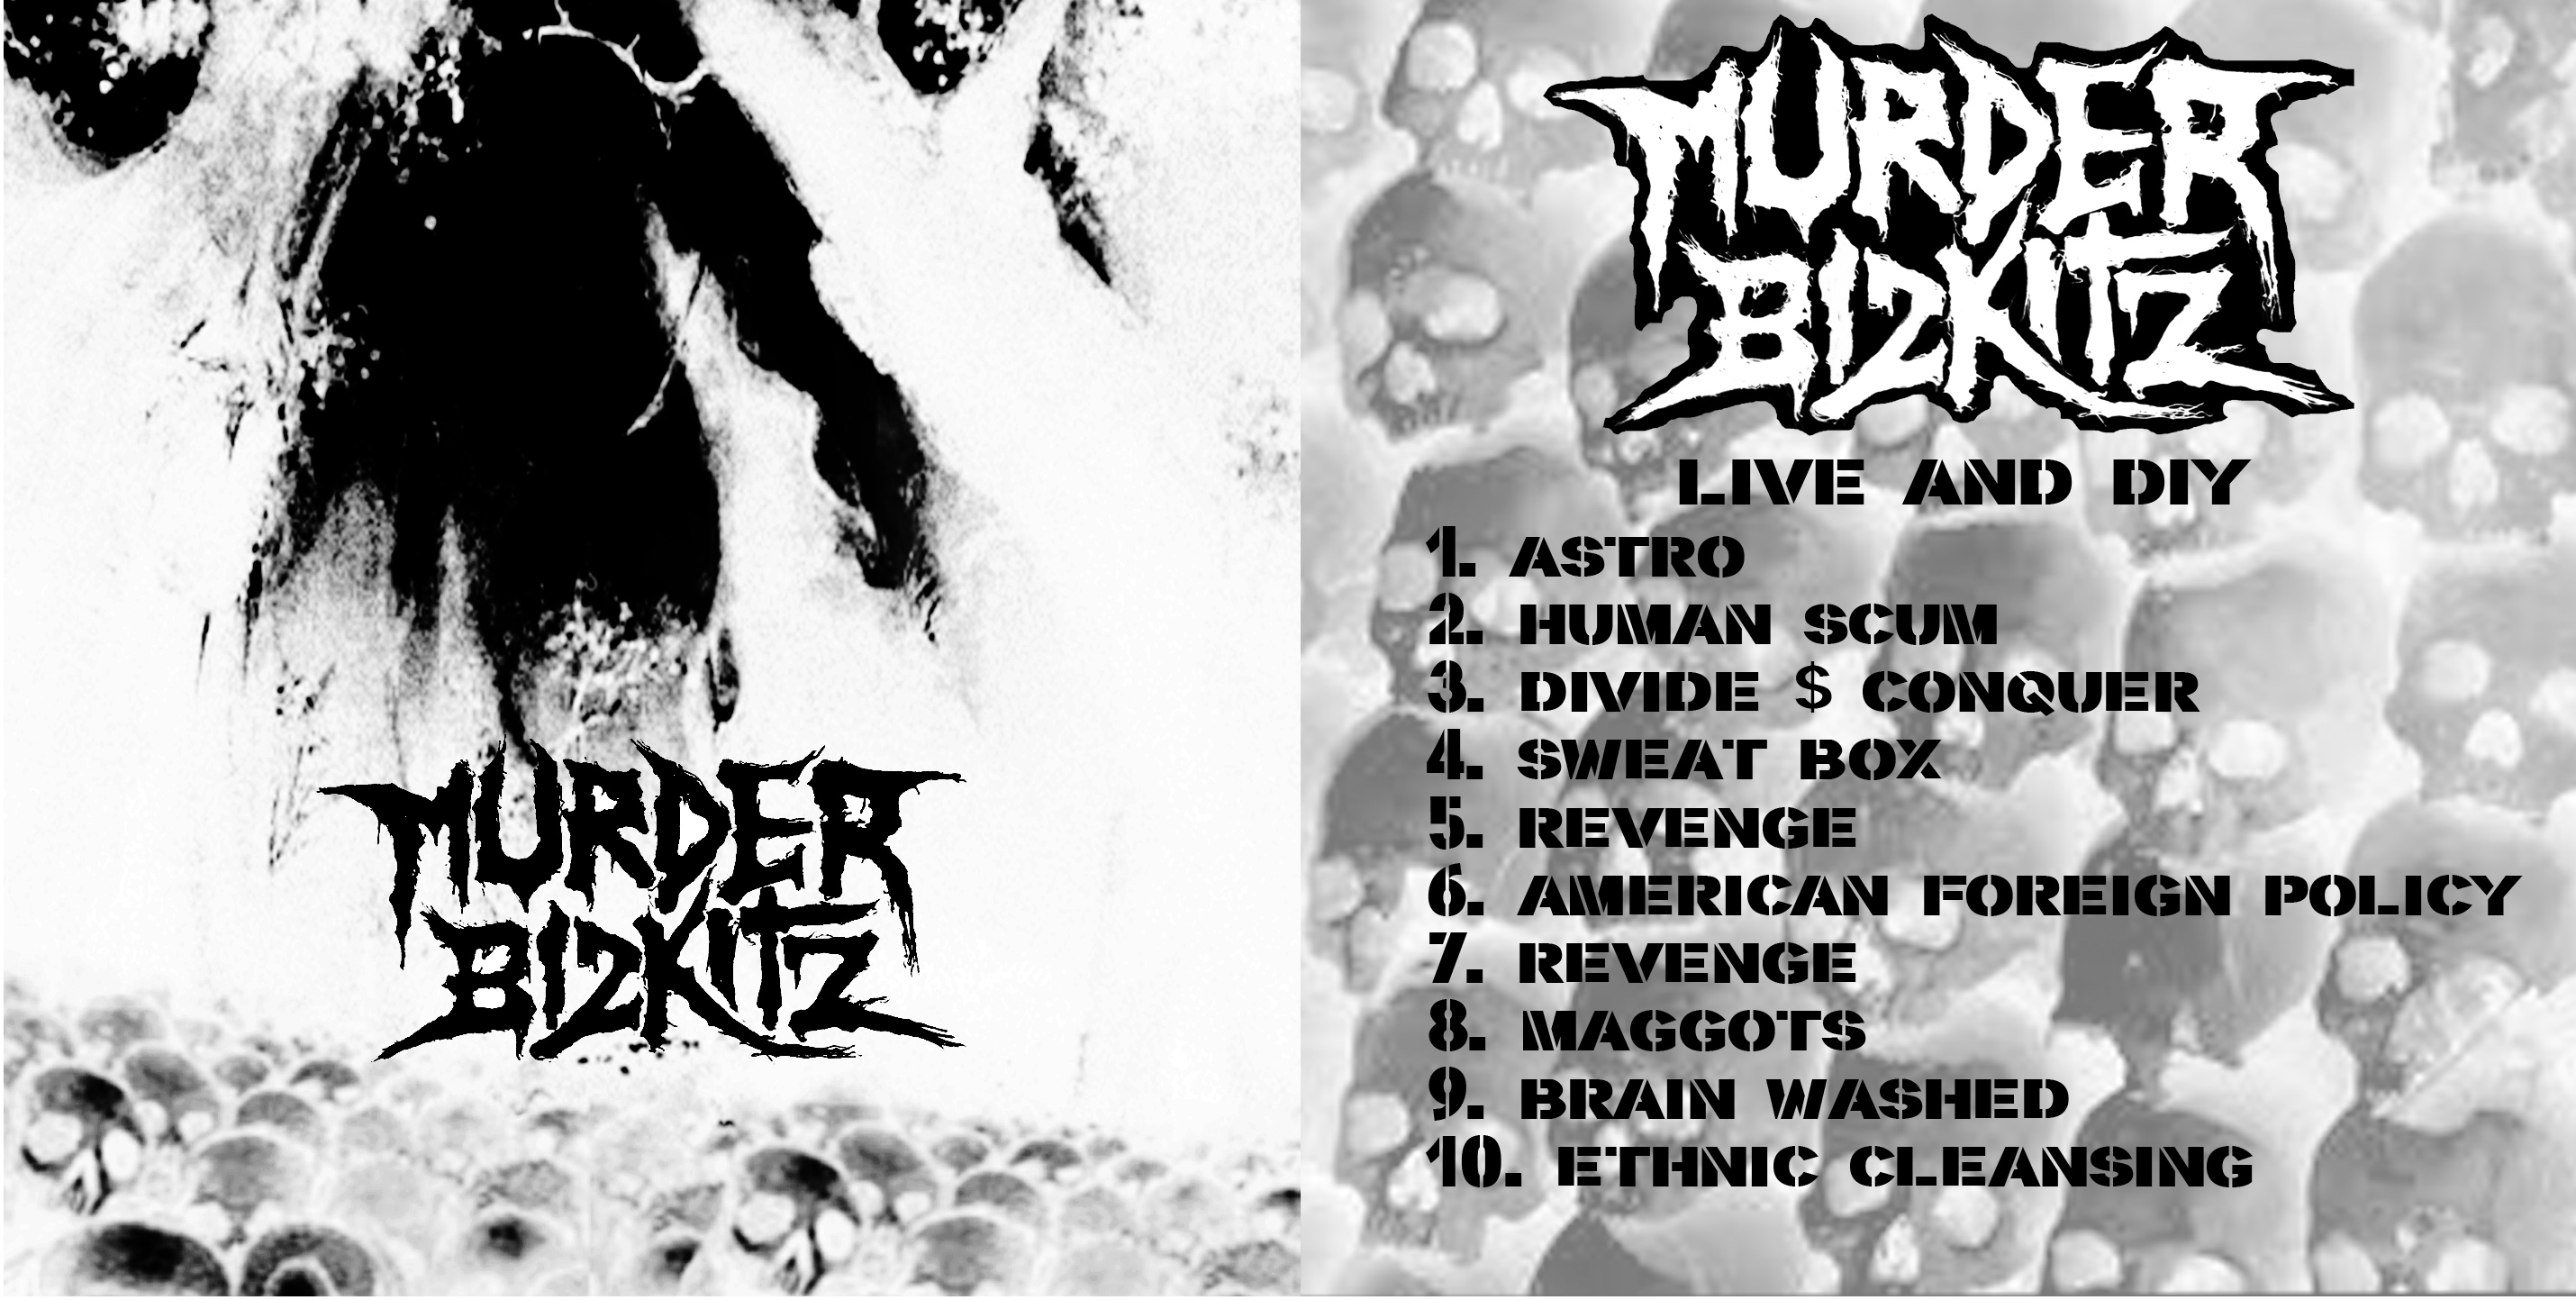 MURDER
BIZKITZ
MURDER
BIZKITZ
LIVE AND DIY
1. ASTRO
2. HUMAN SCUM
3. DIVIDE $ CONQUER
4. SWEAT BOX
5. REVENGE
6. AMERICAN FOREIGN POLICY
7. REVENGE
8. MAGGOTS
9. BRAIN WASHED
10. ETHNIC CLEANSING